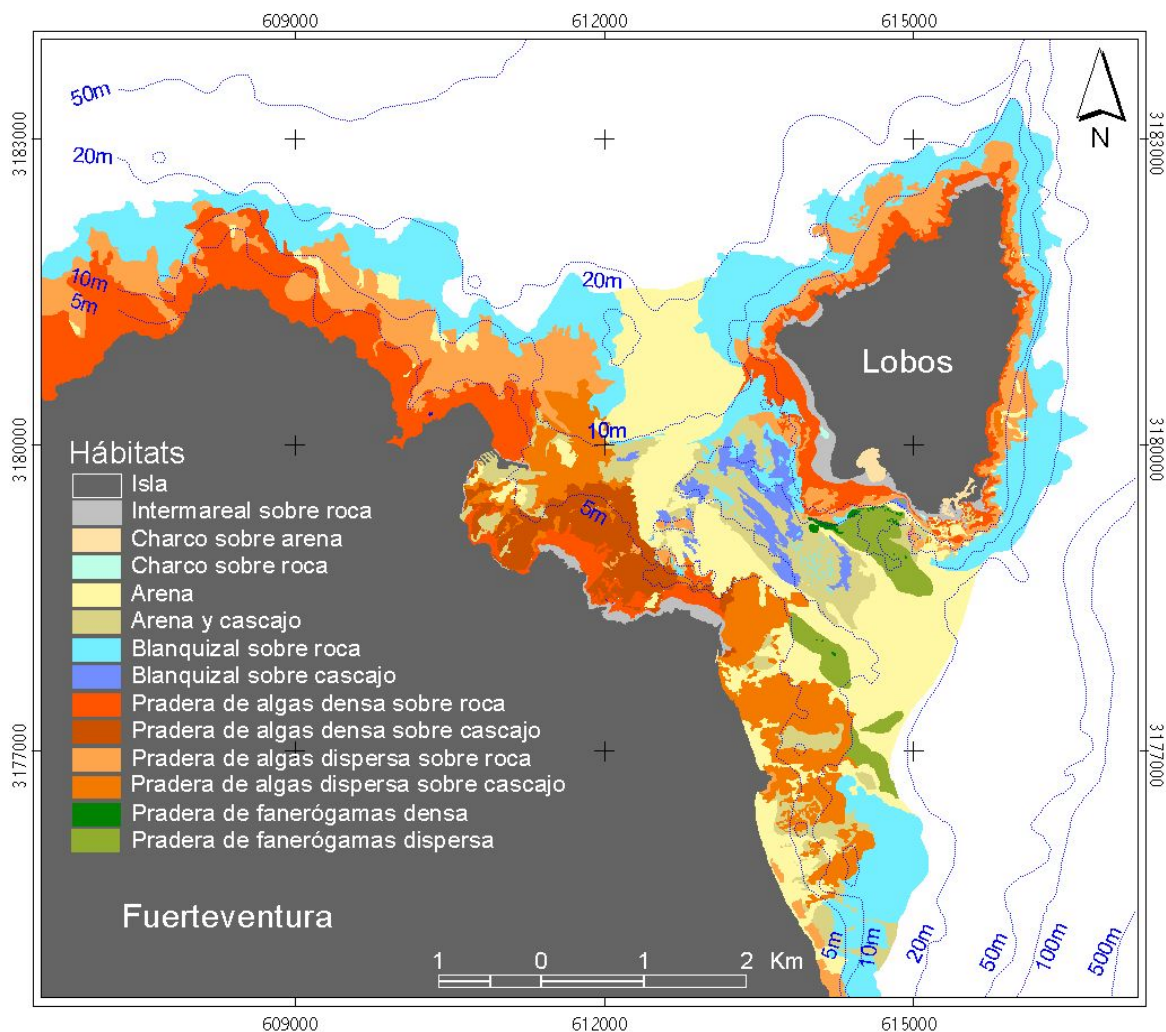 609000
612000
615000
50m
N
3183000
3183000
20m
10m
20m
5m
Lobos
10m
3180000
3180000
Hábitats
Isla
Intermareal sobre roca
5m
Charco sobre arena
Charco sobre roca
Arena
Arena y cascajo
Blanquizal sobre roca
Blanquizal sobre cascajo
Pradera de algas densa sobre roca
Pradera de algas densa sobre cascajo
3177000
3177000
Pradera de algas dispersa sobre roca
Pradera de algas dispersa sobre cascajo
Pradera de fanerógamas densa
Pradera de fanerógamas dispersa
Fuerteventura
5m
10m
20m
50m
100m
500m
1 0 1 2 Km
609000
612000
615000